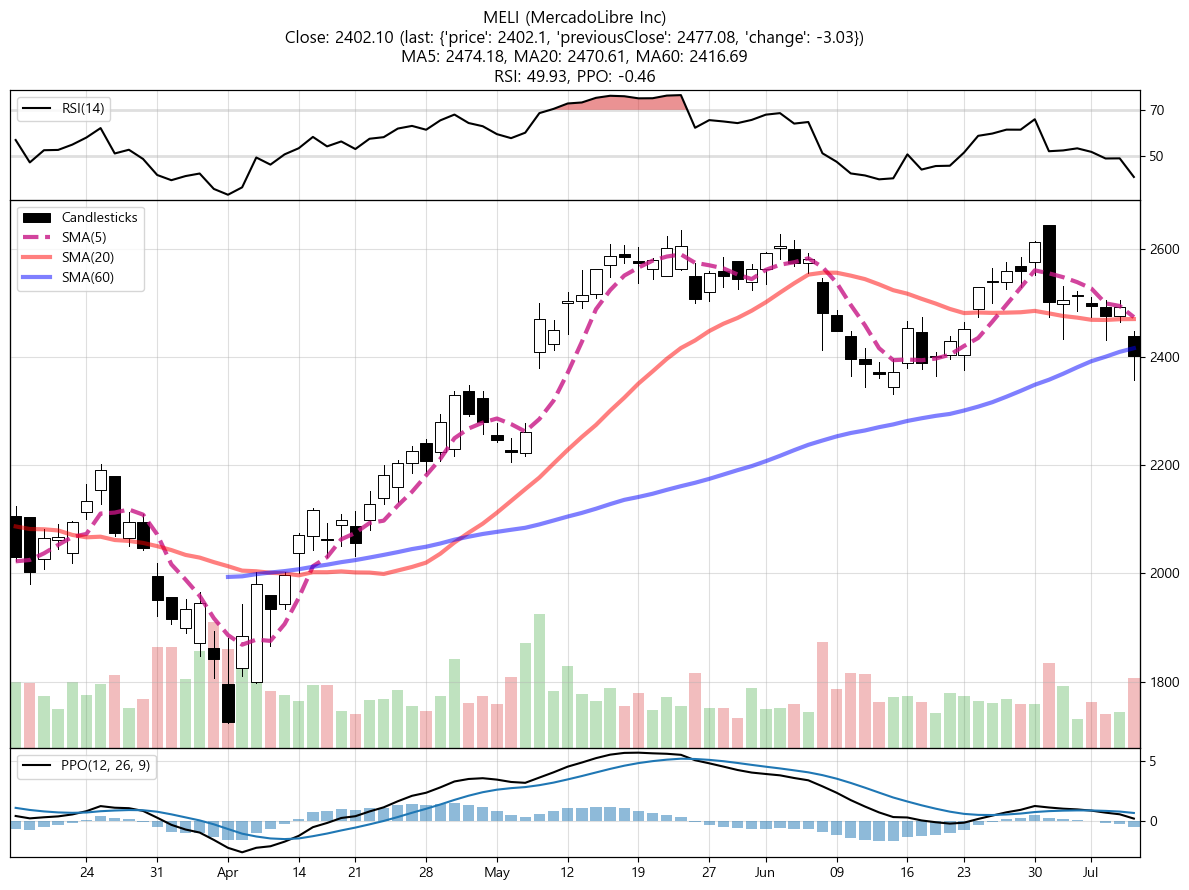 MELI (MercadoLibre Inc)
Close: 2402.10 (last: {'price': 2402.1, 'previousClose': 2477.08, 'change': -3.03})
MA5: 2474.18, MA20: 2470.61, MA60: 2416.69
RSI: 49.93, PPO: -0.46
RSI(14)
70
50
Candlesticks
SMA(5)
SMA(20)
SMA(60)
2600
2400
2200
2000
1800
PPO(12, 26, 9)
5
0
24 31 Apr 14 21 28 May 12 19 27 Jun 09 16 23 30 Jul